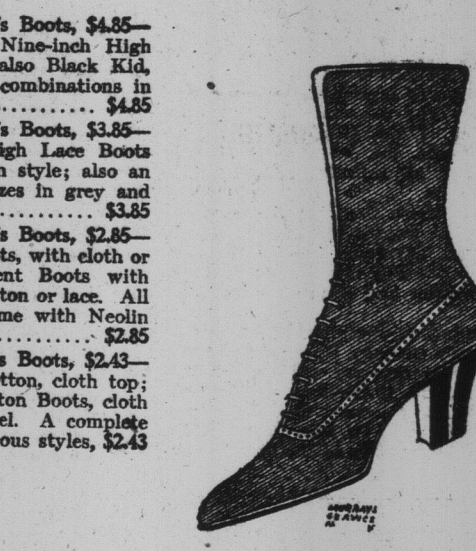 's Boots, $4.85—
Nine-inch High
also Black Kid,
combinations in
........... $4.85
's Boots, $3.85—
igh Lace Boots
n style; also an
zes in grey and
.......... $3.85
's Boots, $2.85—
ts, with cloth or
ent Boots with
ton or lace. All
me with Neolin
.......... $2.85
s Boots, $2.43—
tton, cloth top;
ton Boots, cloth
el. A complete
ous styles, $2.43
MURRAYS
SERVICE
N Y